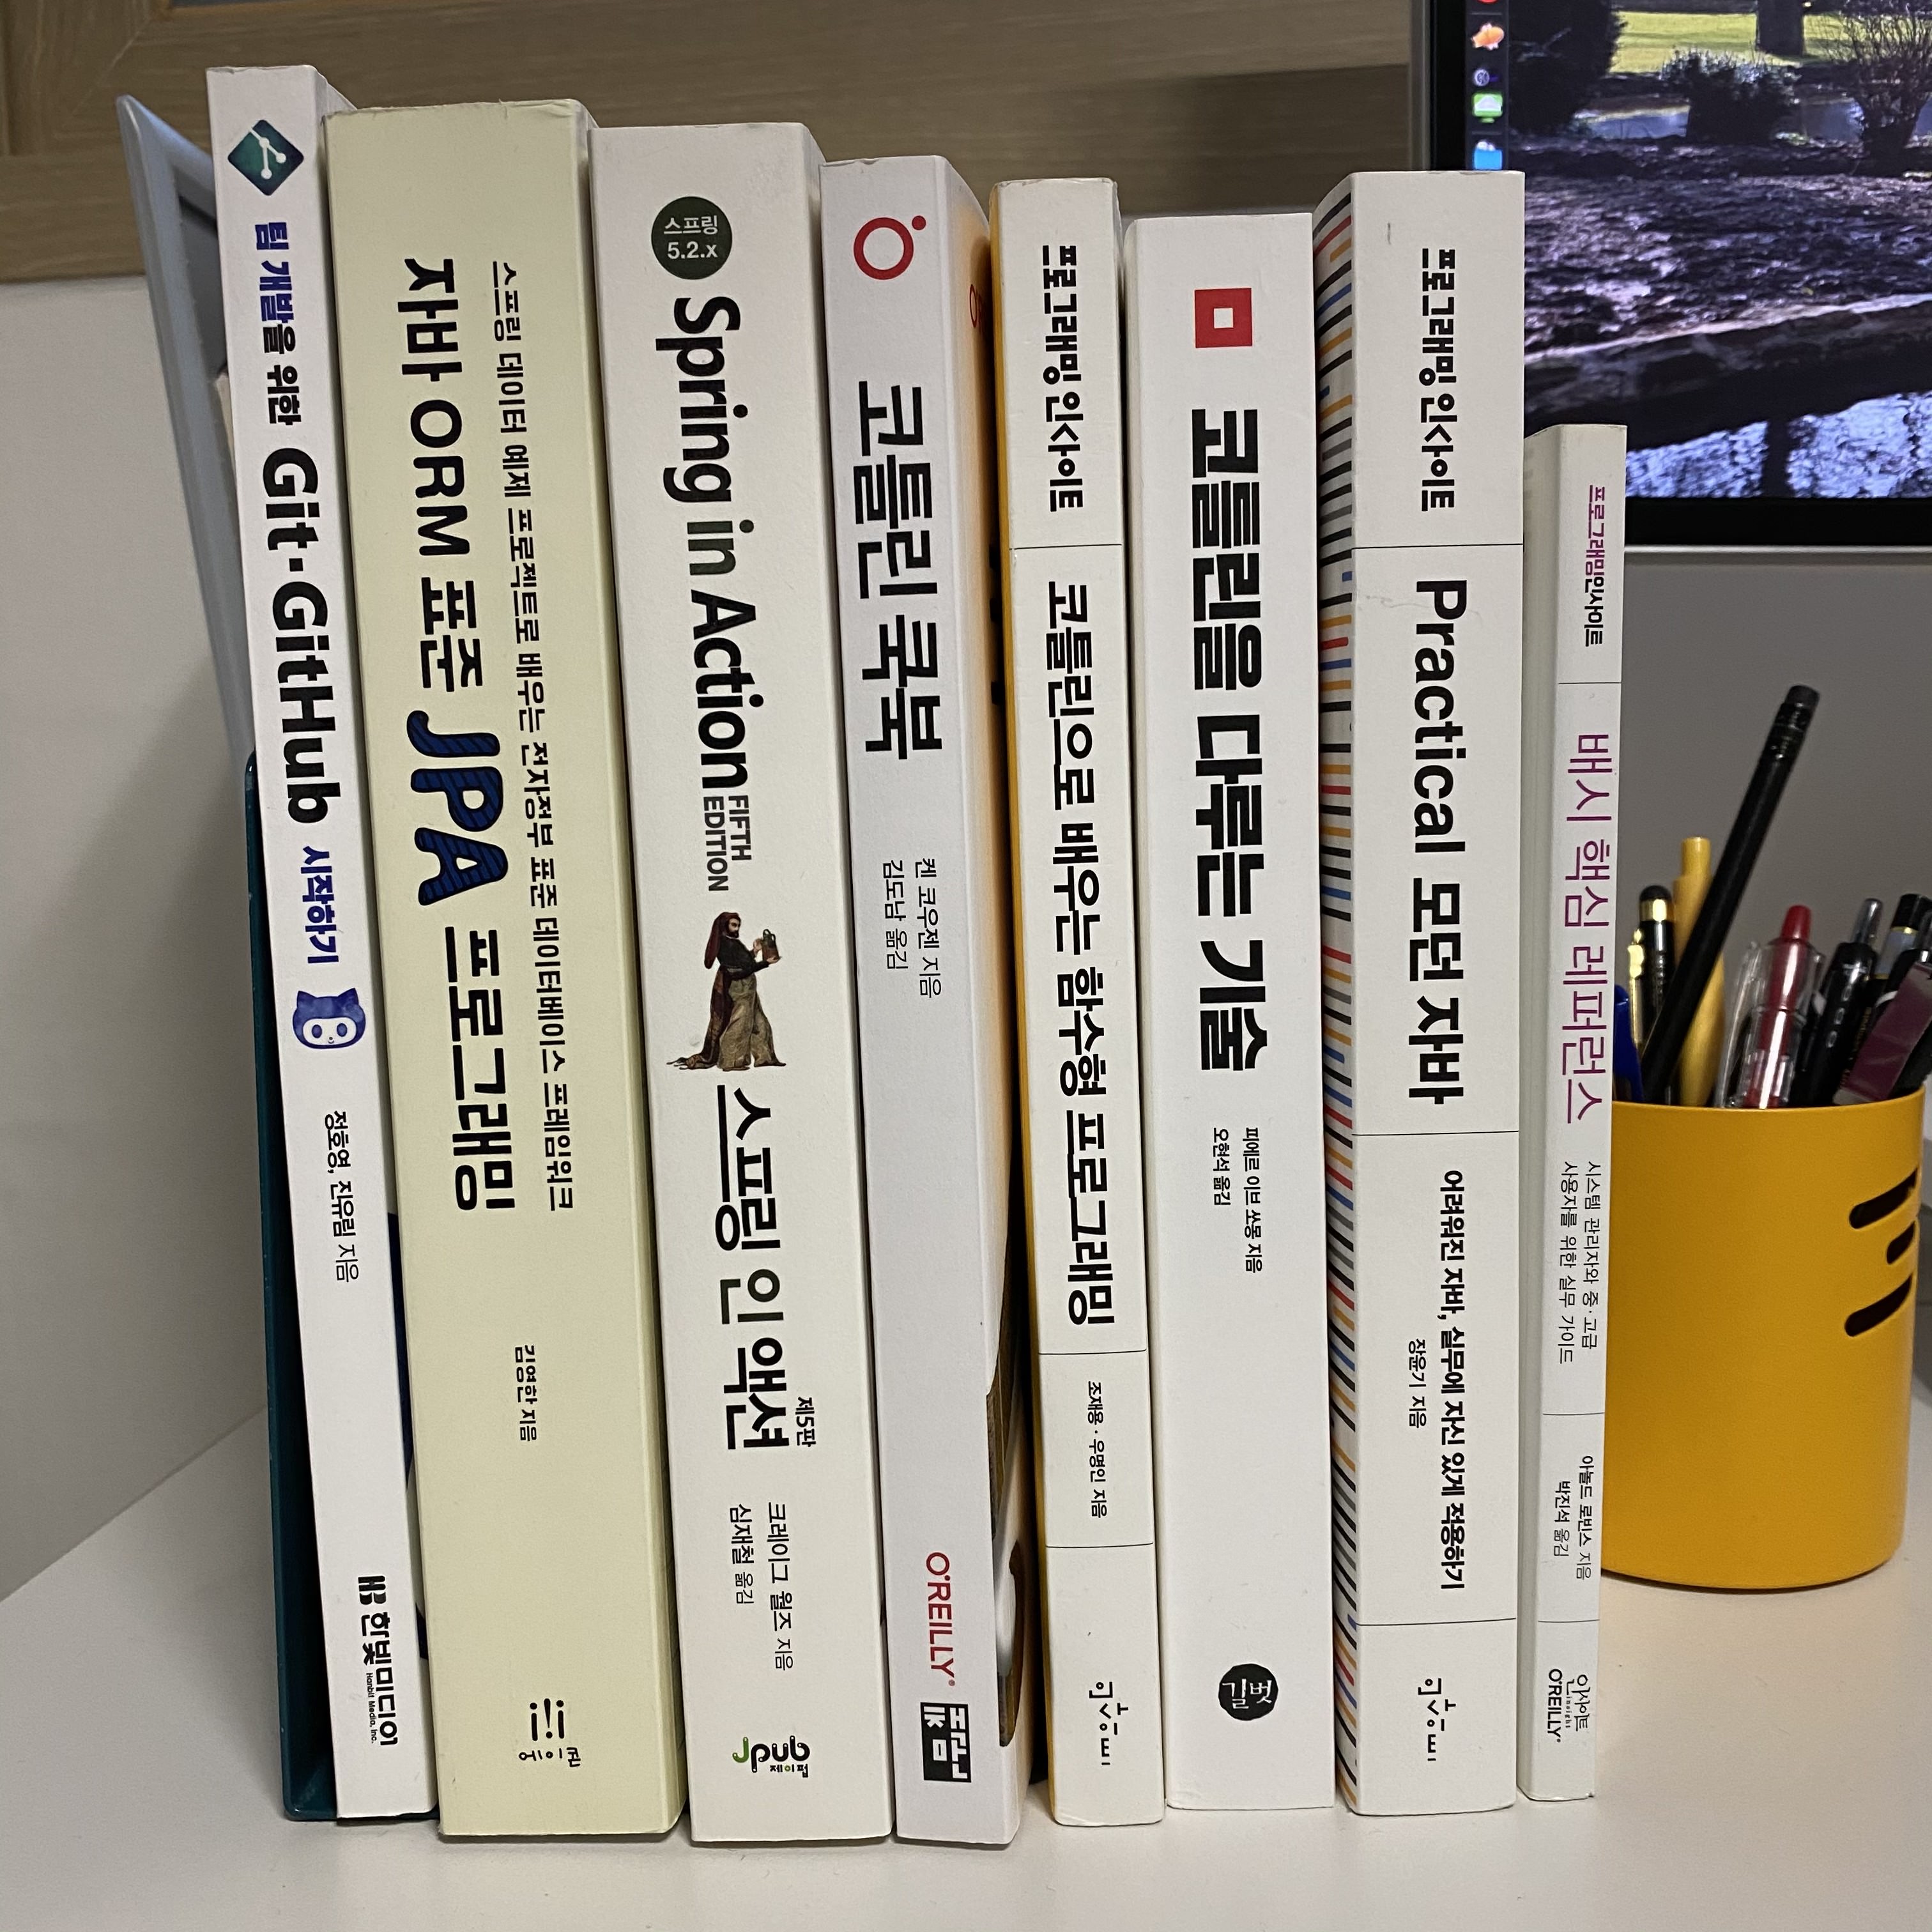 팀 개발을 위한 Git·GitHub 시작하기
정호영, 진유림 지음
HB 한빛미디어
Hanbit Media, Inc.
스프링 데이터 예제 프로젝트로 배우는 전자정부 표준 데이터베이스 프레임워크
자바 ORM 표준 JPA 프로그래밍
김영한 지음
에이콘
스프링
5.2.x
Spring in Action FIFTH
EDITION
스프링 인 액션 제5판
크레이그 월즈 지음
심재철 옮김
제이펍
코틀린 쿡북
켄 코우젠 지음
김도남 옮김
O'REILLY®
프로그래밍 인사이트
코틀린으로 배우는 함수형 프로그래밍
조재용·우명인 지음
코틀린을 다루는 기술
피에르 이브 쏘몽 지음
오현석 옮김
길벗
프로그래밍 인사이트
Practical 모던 자바
어려워진 자바, 실무에 자신 있게 적용하기
장윤기 지음
프로그래밍인사이트
배시 핵심 레퍼런스
시스템 관리자와 중·고급
사용자를 위한 실무 가이드
아놀드 로빈스 지음
박진석 옮김
인사이트
insight
O'REILLY®